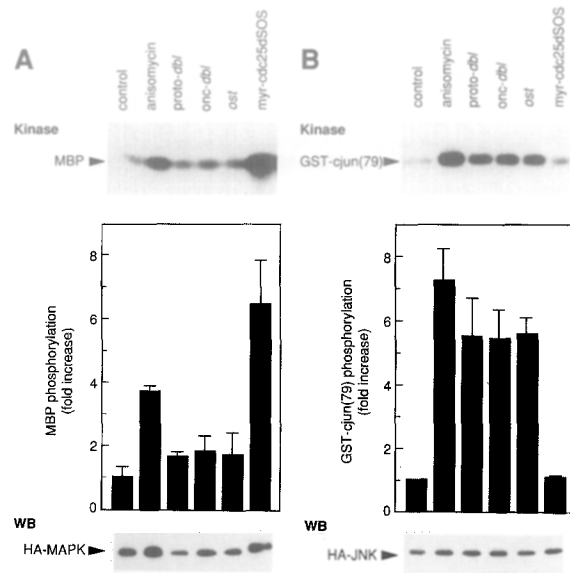 A
control
anisomycin
proto-dbl
onc-dbl
ost
myr-cdc25dSOS
Kinase
MBP
MBP phosphorylation
(fold increase)
8
6
4
2
0
WB
HA-MAPK
B
control
anisomycin
proto-dbl
onc-dbl
ost
myr-cdc25dSOS
Kinase
GST-cjun(79)
GST-cjun(79) phosphorylation
(fold increase)
8
6
4
2
0
WB
HA-JNK